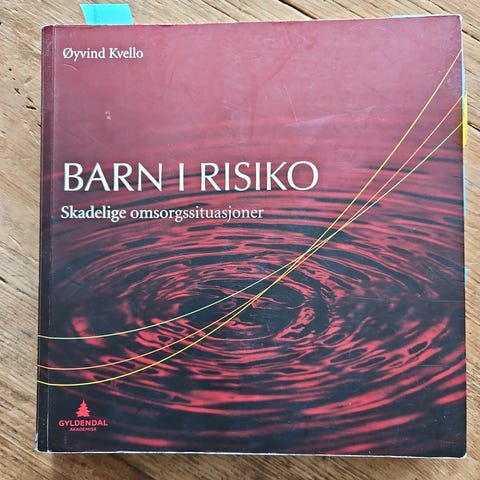 Øyvind Kvello
BARN I RISIKO
Skadelige omsorgssituasjoner
GYLDENDAL
AKADEMISK